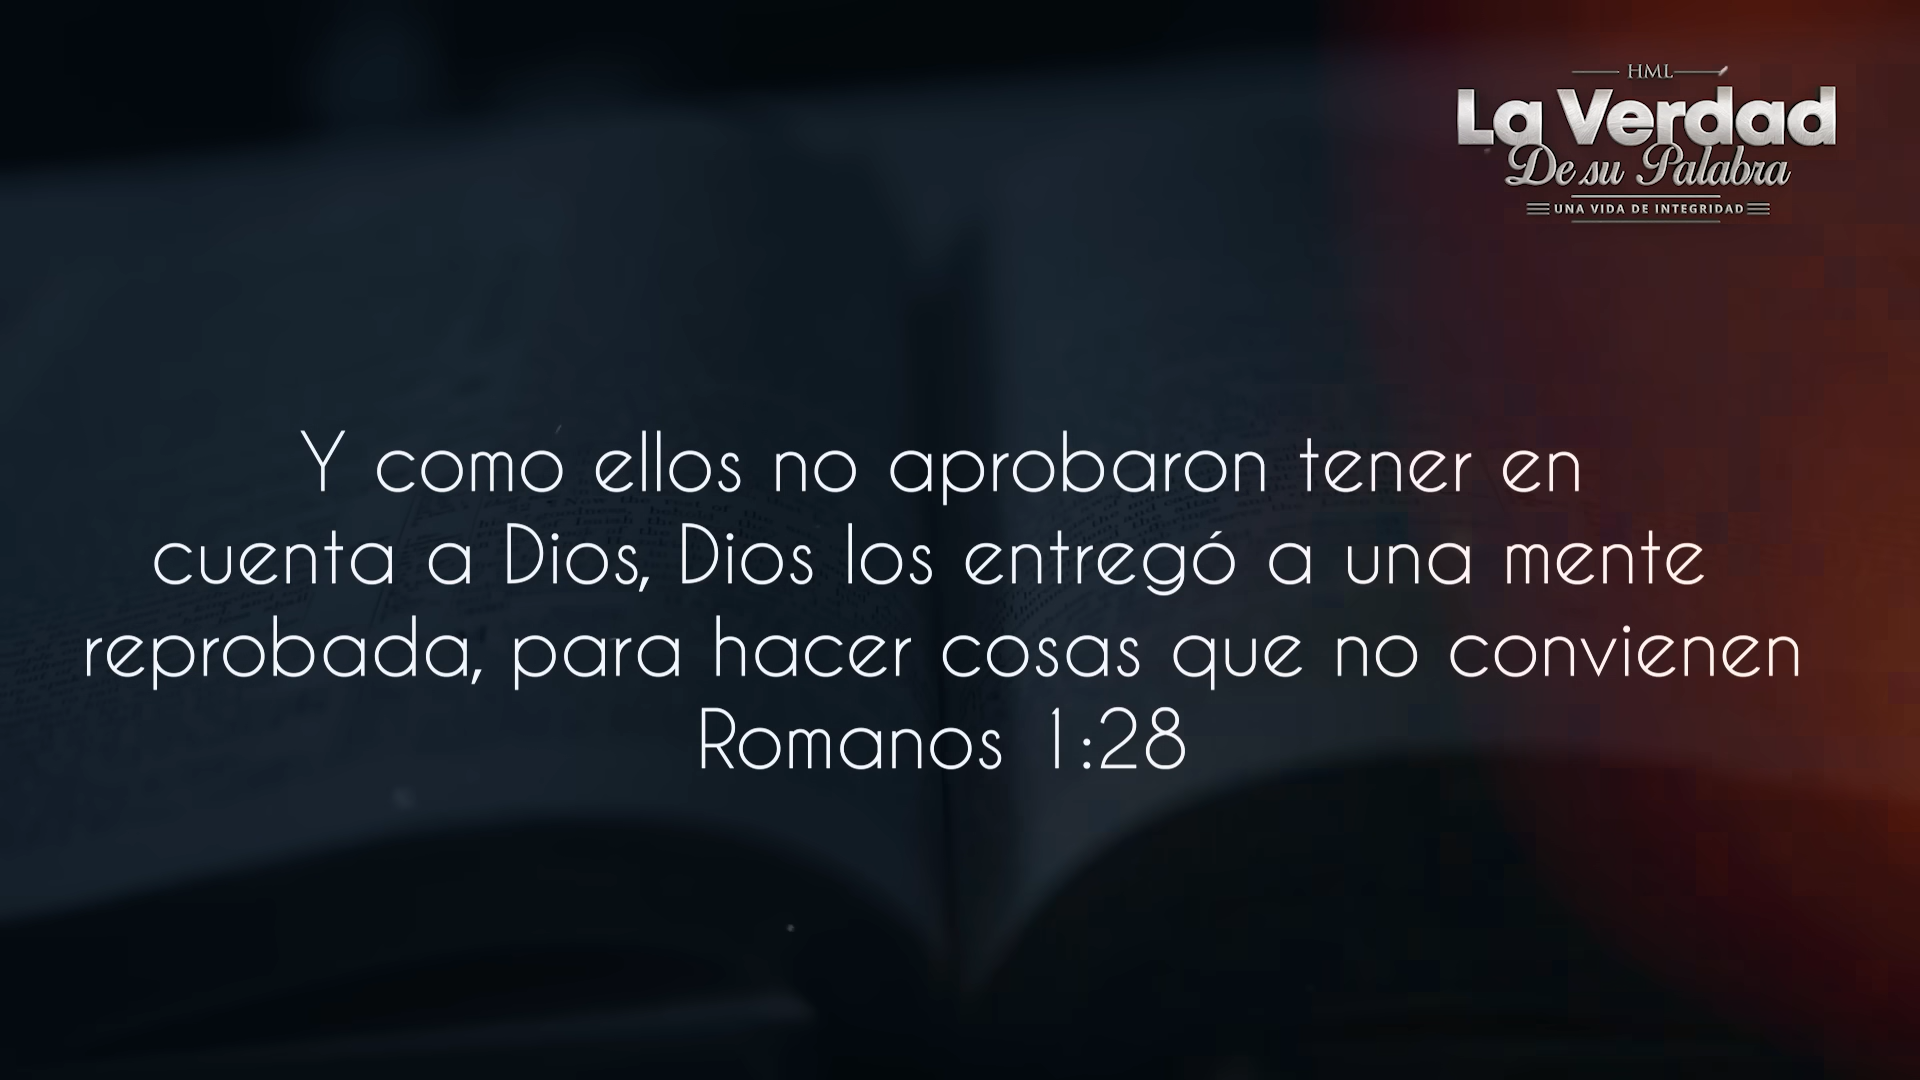 HML
La Verdad
De su Palabra
UNA VIDA DE INTEGRIDAD
Y como ellos no aprobaron tener en
cuenta a Dios, Dios los entregó a una mente
reprobada, para hacer cosas que no convienen
Romanos 1:28